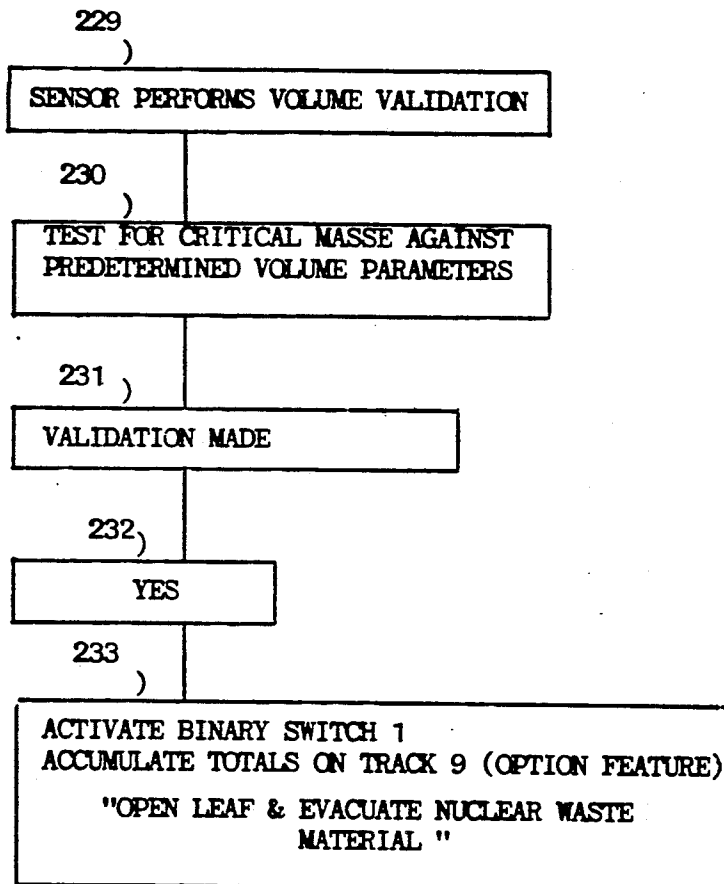 229
SENSOR PERFORMS VOLUME VALIDATION
230
TEST FOR CRITICAL MASSE AGAINST
PREDETERMINED VOLUME PARAMETERS
231
VALIDATION MADE
232
YES
233
ACTIVATE BINARY SWITCH 1
ACCUMULATE TOTALS ON TRACK 9 (OPTION FEATURE)
"OPEN LEAF & EVACUATE NUCLEAR WASTE
MATERIAL "